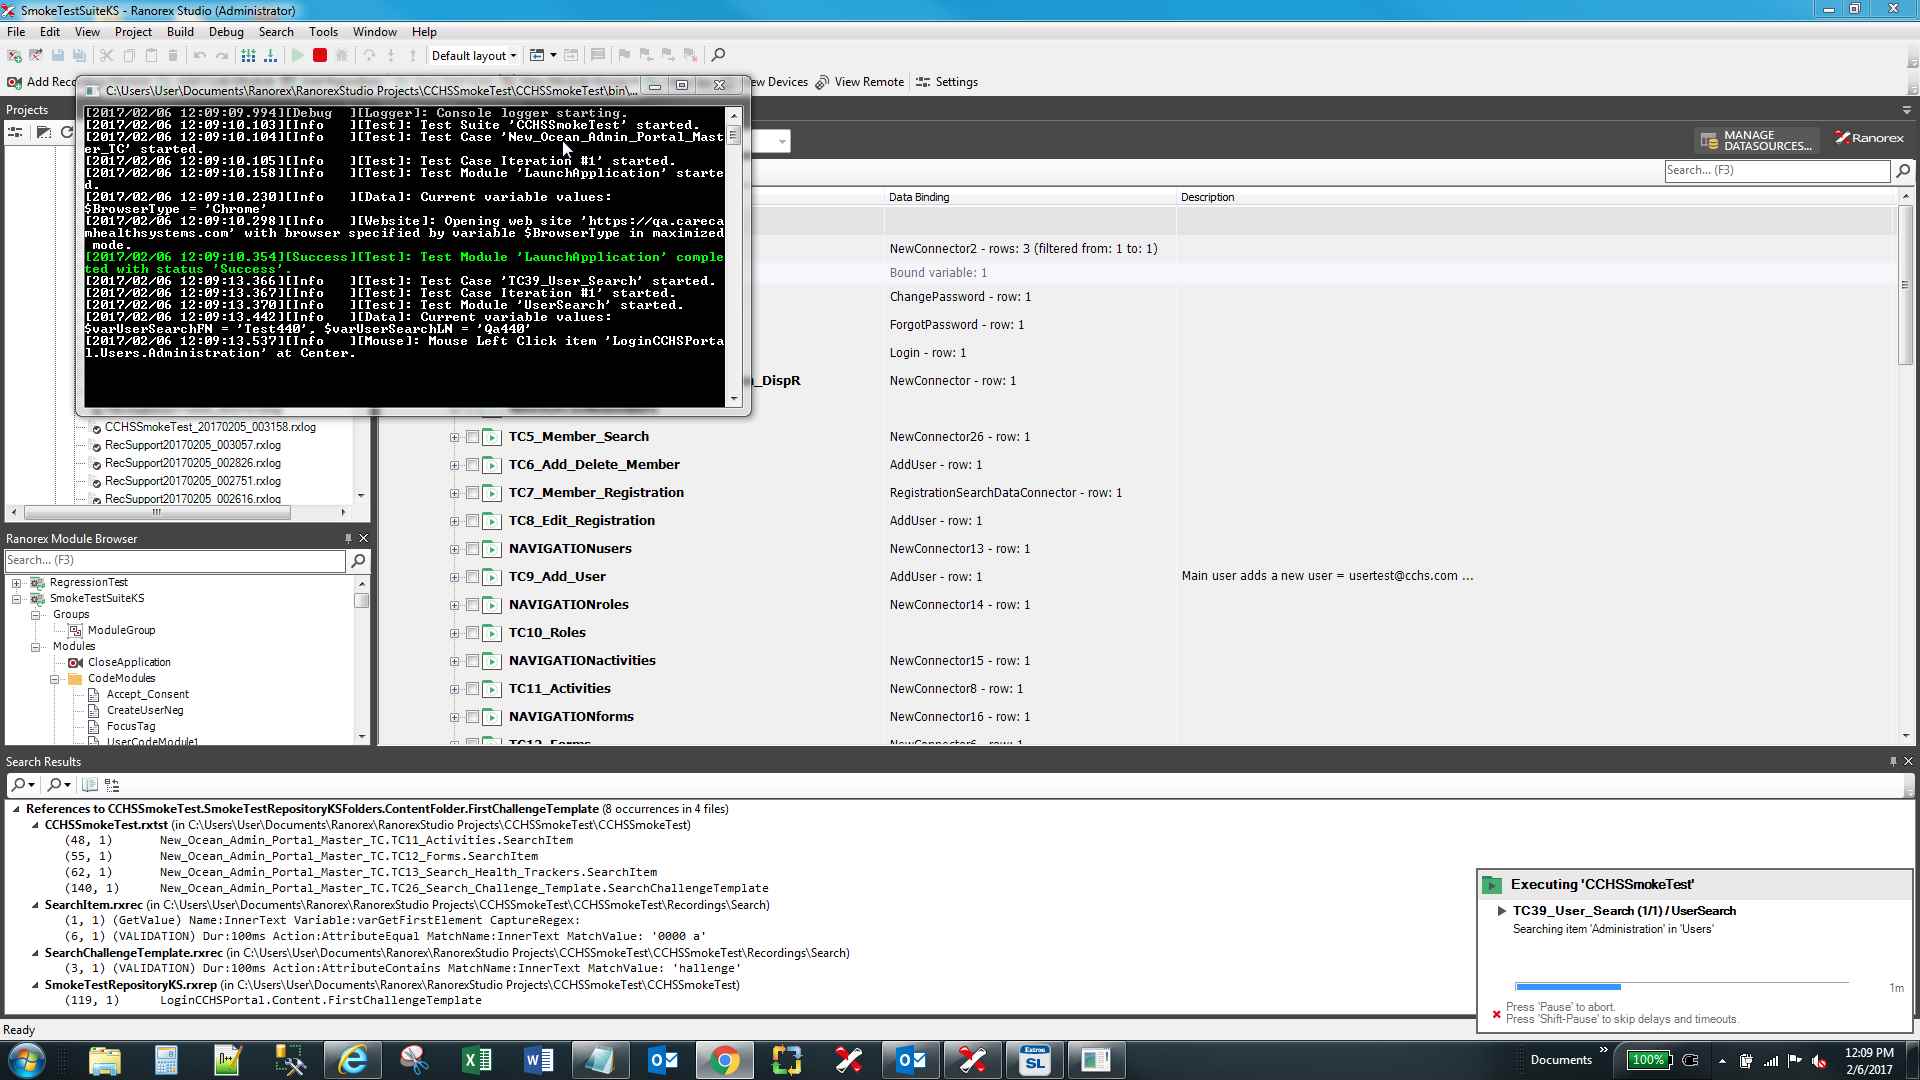 SmokeTestSuiteKS - Ranorex Studio (Administrator)
File Edit View Project Build Debug Search Tools Window Help
Default layout
Add Rec
C:\Users\User\Documents\Ranorex\RanorexStudio Projects\CCHSSmokeTest\CCHSSmokeTest\bin\...
Devices
View Remote
Settings
Projects
[2017/02/06 12:09:09.994][Debug ][Logger]: Console logger starting.
[2017/02/06 12:09:10.103][Info ][Test]: Test Suite 'CCHSSmokeTest' started.
[2017/02/06 12:09:10.104][Info ][Test]: Test Case 'New_Ocean_Admin_Portal_Mast
er_TC' started.
[2017/02/06 12:09:10.105][Info ][Test]: Test Case Iteration #1' started.
[2017/02/06 12:09:10.158][Info ][Test]: Test Module 'LaunchApplication' starte
d.
[2017/02/06 12:09:10.230][Info ][Data]: Current variable values:
$BrowserType = 'Chrome'
[2017/02/06 12:09:10.298][Info ][Website]: Opening web site 'https://qa.careca
mhealthsystems.com' with browser specified by variable $BrowserType in maximized
mode.
[2017/02/06 12:09:10.354][Success][Test]: Test Module 'LaunchApplication' comple
ted with status 'Success'.
[2017/02/06 12:09:13.366][Info ][Test]: Test Case 'TC39_User_Search' started.
[2017/02/06 12:09:13.367][Info ][Test]: Test Case Iteration #1' started.
[2017/02/06 12:09:13.370][Info ][Test]: Test Module 'UserSearch' started.
[2017/02/06 12:09:13.442][Info ][Data]: Current variable values:
$varUserSearchFN = 'Test440', $varUserSearchLN = 'Qa440'
[2017/02/06 12:09:13.537][Info ][Mouse]: Mouse Left Click item 'LoginCCHSPorta
l.Users.Administration' at Center.
MANAGE
DATASOURCES...
Ranorex
Search... (F3)
Data Binding
Description
NewConnector2 - rows: 3 (filtered from: 1 to: 1)
Bound variable: 1
ChangePassword - row: 1
ForgotPassword - row: 1
Login - row: 1
_DispR
NewConnector - row: 1
TC5_Member_Search
NewConnector26 - row: 1
TC6_Add_Delete_Member
AddUser - row: 1
TC7_Member_Registration
RegistrationSearchDataConnector - row: 1
TC8_Edit_Registration
AddUser - row: 1
NAVIGATIONusers
NewConnector13 - row: 1
TC9_Add_User
AddUser - row: 1
Main user adds a new user = usertest@cchs.com ...
NAVIGATIONroles
NewConnector14 - row: 1
TC10_Roles
NAVIGATIONactivities
NewConnector15 - row: 1
TC11_Activities
NewConnector8 - row: 1
NAVIGATIONforms
NewConnector16 - row: 1
TC12_Forms
NewConnector6 - row: 1
CCHSSmokeTest_20170205_003158.rxlog
RecSupport20170205_003057.rxlog
RecSupport20170205_002826.rxlog
RecSupport20170205_002751.rxlog
RecSupport20170205_002616.rxlog
Ranorex Module Browser
Search... (F3)
RegressionTest
SmokeTestSuiteKS
Groups
ModuleGroup
Modules
CloseApplication
CodeModules
Accept_Consent
CreateUserNeg
FocusTag
UserCodeModule1
Search Results
References to CCHSSmokeTest.SmokeTestRepositoryKSFolders.ContentFolder.FirstChallengeTemplate (8 occurrences in 4 files)
CCHSSmokeTest.rxtst (in C:\Users\User\Documents\Ranorex\RanorexStudio Projects\CCHSSmokeTest\CCHSSmokeTest)
(48, 1) New_Ocean_Admin_Portal_Master_TC.TC11_Activities.SearchItem
(55, 1) New_Ocean_Admin_Portal_Master_TC.TC12_Forms.SearchItem
(62, 1) New_Ocean_Admin_Portal_Master_TC.TC13_Search_Health_Trackers.SearchItem
(140, 1) New_Ocean_Admin_Portal_Master_TC.TC26_Search_Challenge_Template.SearchChallengeTemplate
SearchItem.rxrec (in C:\Users\User\Documents\Ranorex\RanorexStudio Projects\CCHSSmokeTest\CCHSSmokeTest\Recordings\Search)
(1, 1) (GetValue) Name:InnerText Variable:varGetFirstElement CaptureRegex:
(6, 1) (VALIDATION) Dur:100ms Action:AttributeEqual MatchName:InnerText MatchValue: '0000 a'
SearchChallengeTemplate.rxrec (in C:\Users\User\Documents\Ranorex\RanorexStudio Projects\CCHSSmokeTest\CCHSSmokeTest\Recordings\Search)
(3, 1) (VALIDATION) Dur:100ms Action:AttributeContains MatchName:InnerText MatchValue: 'hallenge'
SmokeTestRepositoryKS.rxrep (in C:\Users\User\Documents\Ranorex\RanorexStudio Projects\CCHSSmokeTest\CCHSSmokeTest)
(119, 1) LoginCCHSPortal.Content.FirstChallengeTemplate
Executing 'CCHSSmokeTest'
TC39_User_Search (1/1) / UserSearch
Searching item 'Administration' in 'Users'
1m
Press 'Pause' to abort.
Press 'Shift-Pause' to skip delays and timeouts.
Ready
Extron
SL
Documents
100%
12:09 PM
2/6/2017